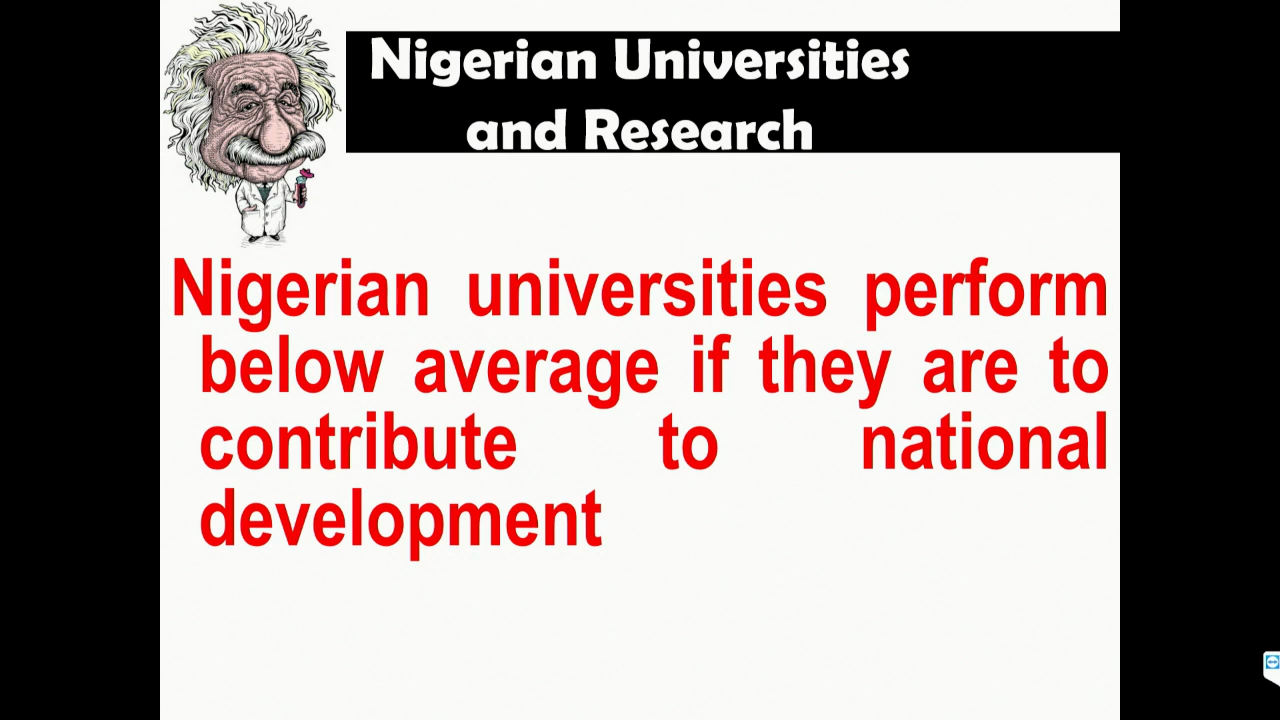 Nigerian Universities
and Research
Nigerian universities perform
below average if they are to
contribute to national
development